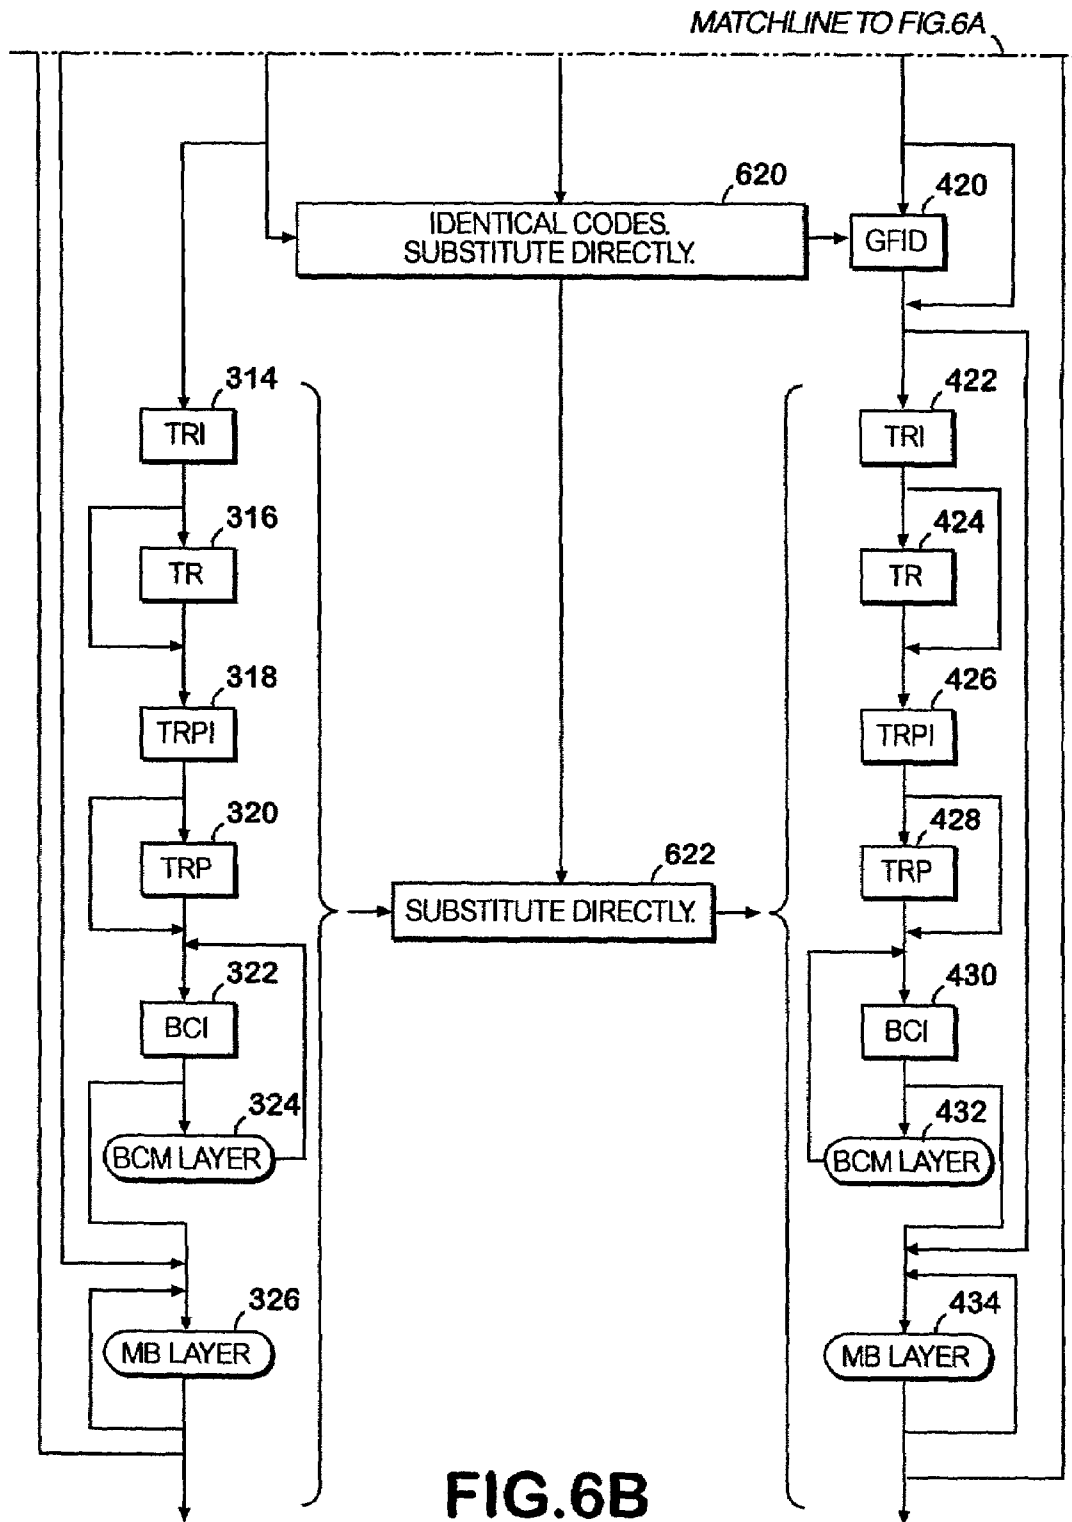 MATCHLINE TO FIG.6A
620
420
IDENTICAL CODES.
SUBSTITUTE DIRECTLY.
GFID
314
TRI
422
TRI
316
TR
424
TR
318
TRPI
426
TRPI
320
TRP
428
TRP
622
SUBSTITUTE DIRECTLY.
322
BCI
430
BCI
324
BCM LAYER
432
BCM LAYER
326
MB LAYER
434
MB LAYER
FIG.6B